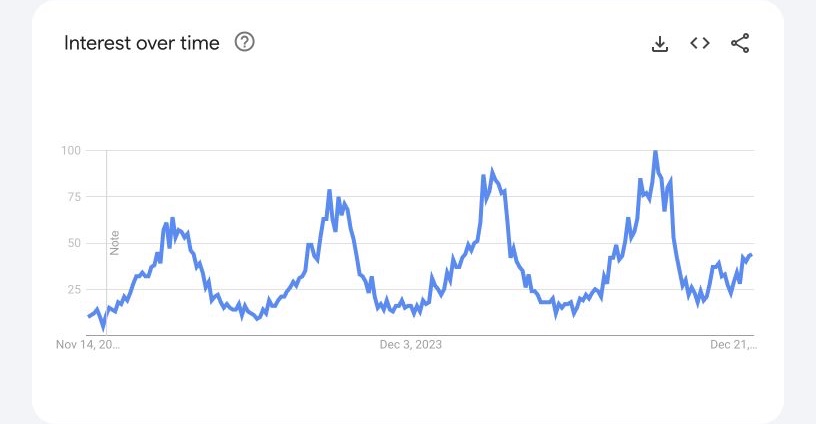 Interest over time
100
75
50
25
Note
Nov 14, 20...
Dec 3, 2023
Dec 21,...